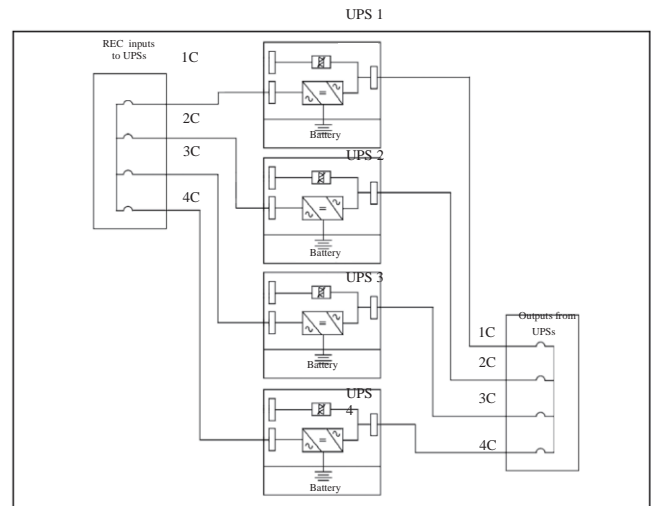 UPS 1
REC inputs
to UPSs
1C
2C
3C
4C
Battery
UPS 2
Battery
UPS 3
Battery
UPS
4
Battery
Outputs from
UPSs
1C
2C
3C
4C